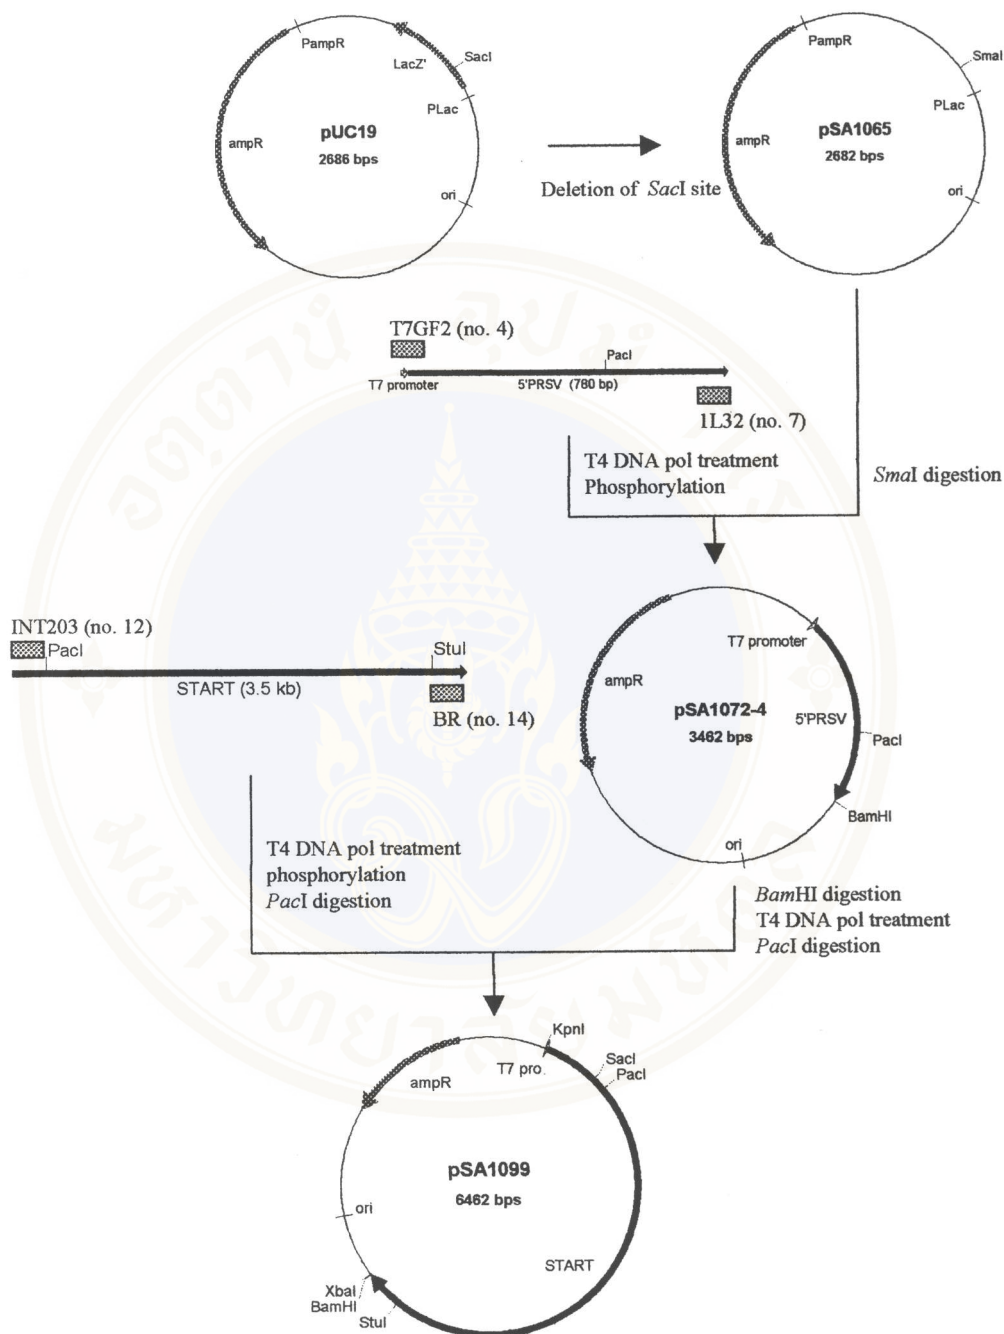 PampR
LacZ'
SacI
PLac
pUC19
2686 bps
ampR
ori
Deletion of SacI site
PampR
SmaI
PLac
pSA1065
2682 bps
ampR
ori
T7GF2 (no. 4)
PacI
T7 promoter
5'PRSV (780 bp)
1L32 (no. 7)
T4 DNA pol treatment
Phosphorylation
SmaI digestion
INT203 (no. 12)
PacI
StuI
START (3.5 kb)
BR (no. 14)
T7 promoter
ampR
pSA1072-4
3462 bps
5'PRSV
PacI
BamHI
ori
T4 DNA pol treatment
phosphorylation
PacI digestion
BamHI digestion
T4 DNA pol treatment
PacI digestion
KpnI
T7 pro.
SacI
PacI
ampR
pSA1099
6462 bps
ori
START
XbaI
BamHI
StuI